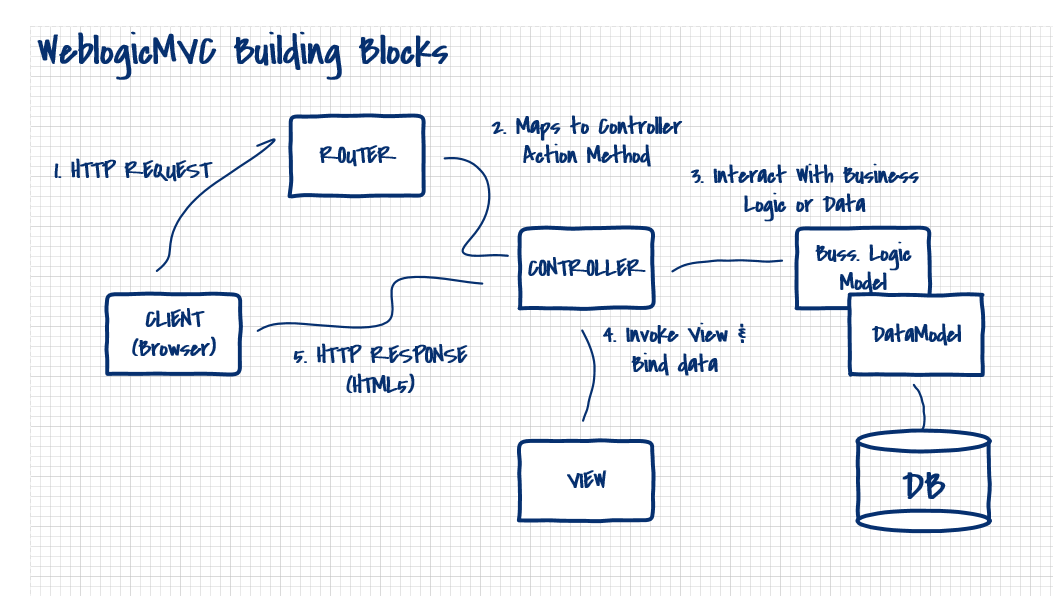 WeblogicMVC Building Blocks
1. HTTP REQUEST
ROUTER
2. Maps to Controller
Action Method
3. Interact With Business
Logic or Data
CONTROLLER
Buss. Logic
Model
DataModel
CLIENT
(Browser)
4. Invoke View &
Bind data
5. HTTP RESPONSE
(HTML5)
VIEW
DB